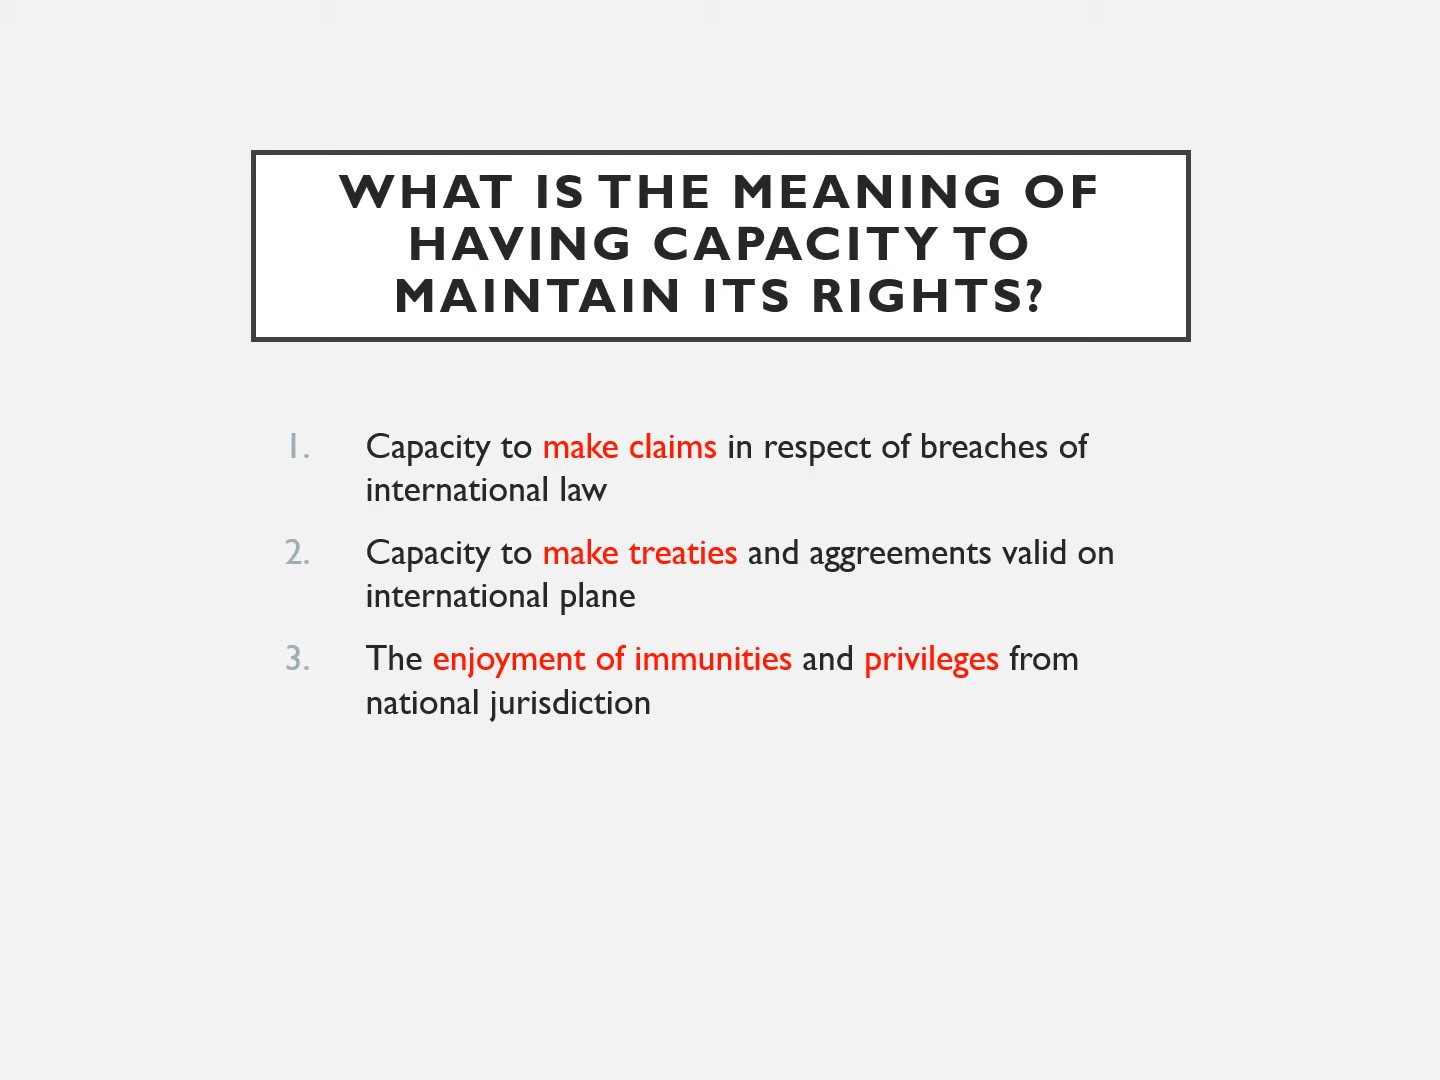 WHAT IS THE MEANING OF
HAVING CAPACITY TO
MAINTAIN ITS RIGHTS?
1. Capacity to make claims in respect of breaches of
international law
2. Capacity to make treaties and aggreements valid on
international plane
3. The enjoyment of immunities and privileges from
national jurisdiction